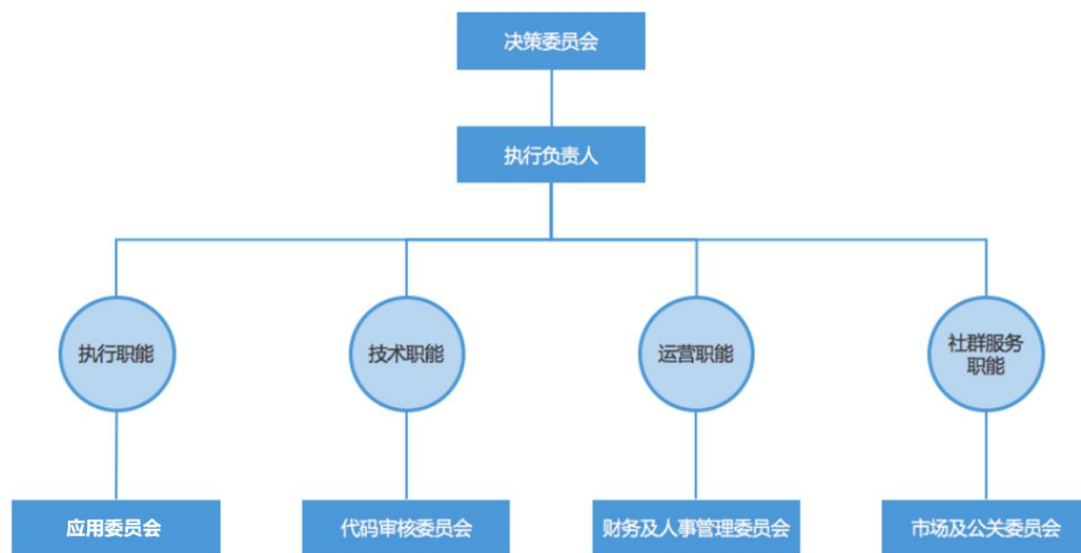 决策委员会
执行负责人
执行职能
技术职能
运营职能
社群服务
职能
应用委员会
代码审核委员会
财务及人事管理委员会
市场及公关委员会